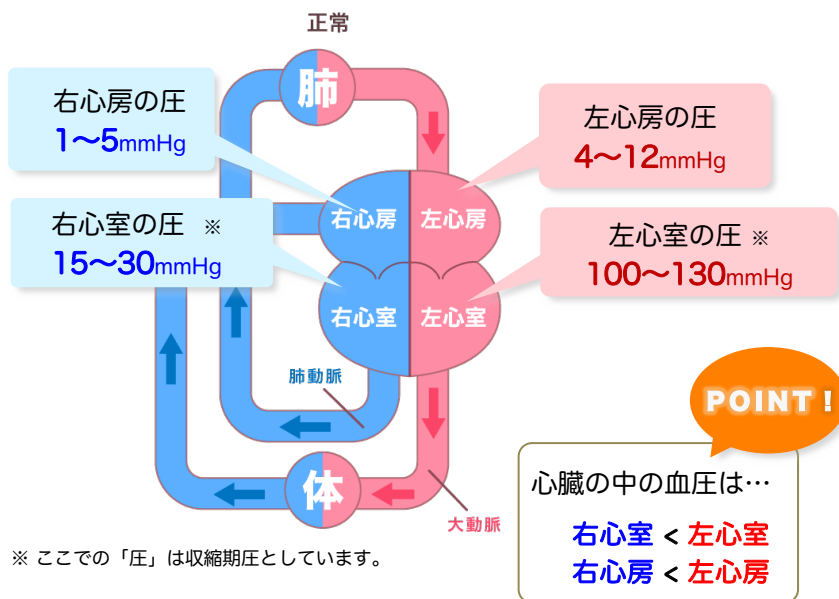 正常
肺
右心房の圧
1〜5mmHg
左心房の圧
4〜12mmHg
右心室の圧 ※
15〜30mmHg
左心室の圧 ※
100〜130mmHg
右心房
左心房
右心室
左心室
肺動脈
体
大動脈
POINT!
心臓の中の血圧は…
右心室 < 左心室
右心房 < 左心房
※ ここでの「圧」は収縮期圧としています。